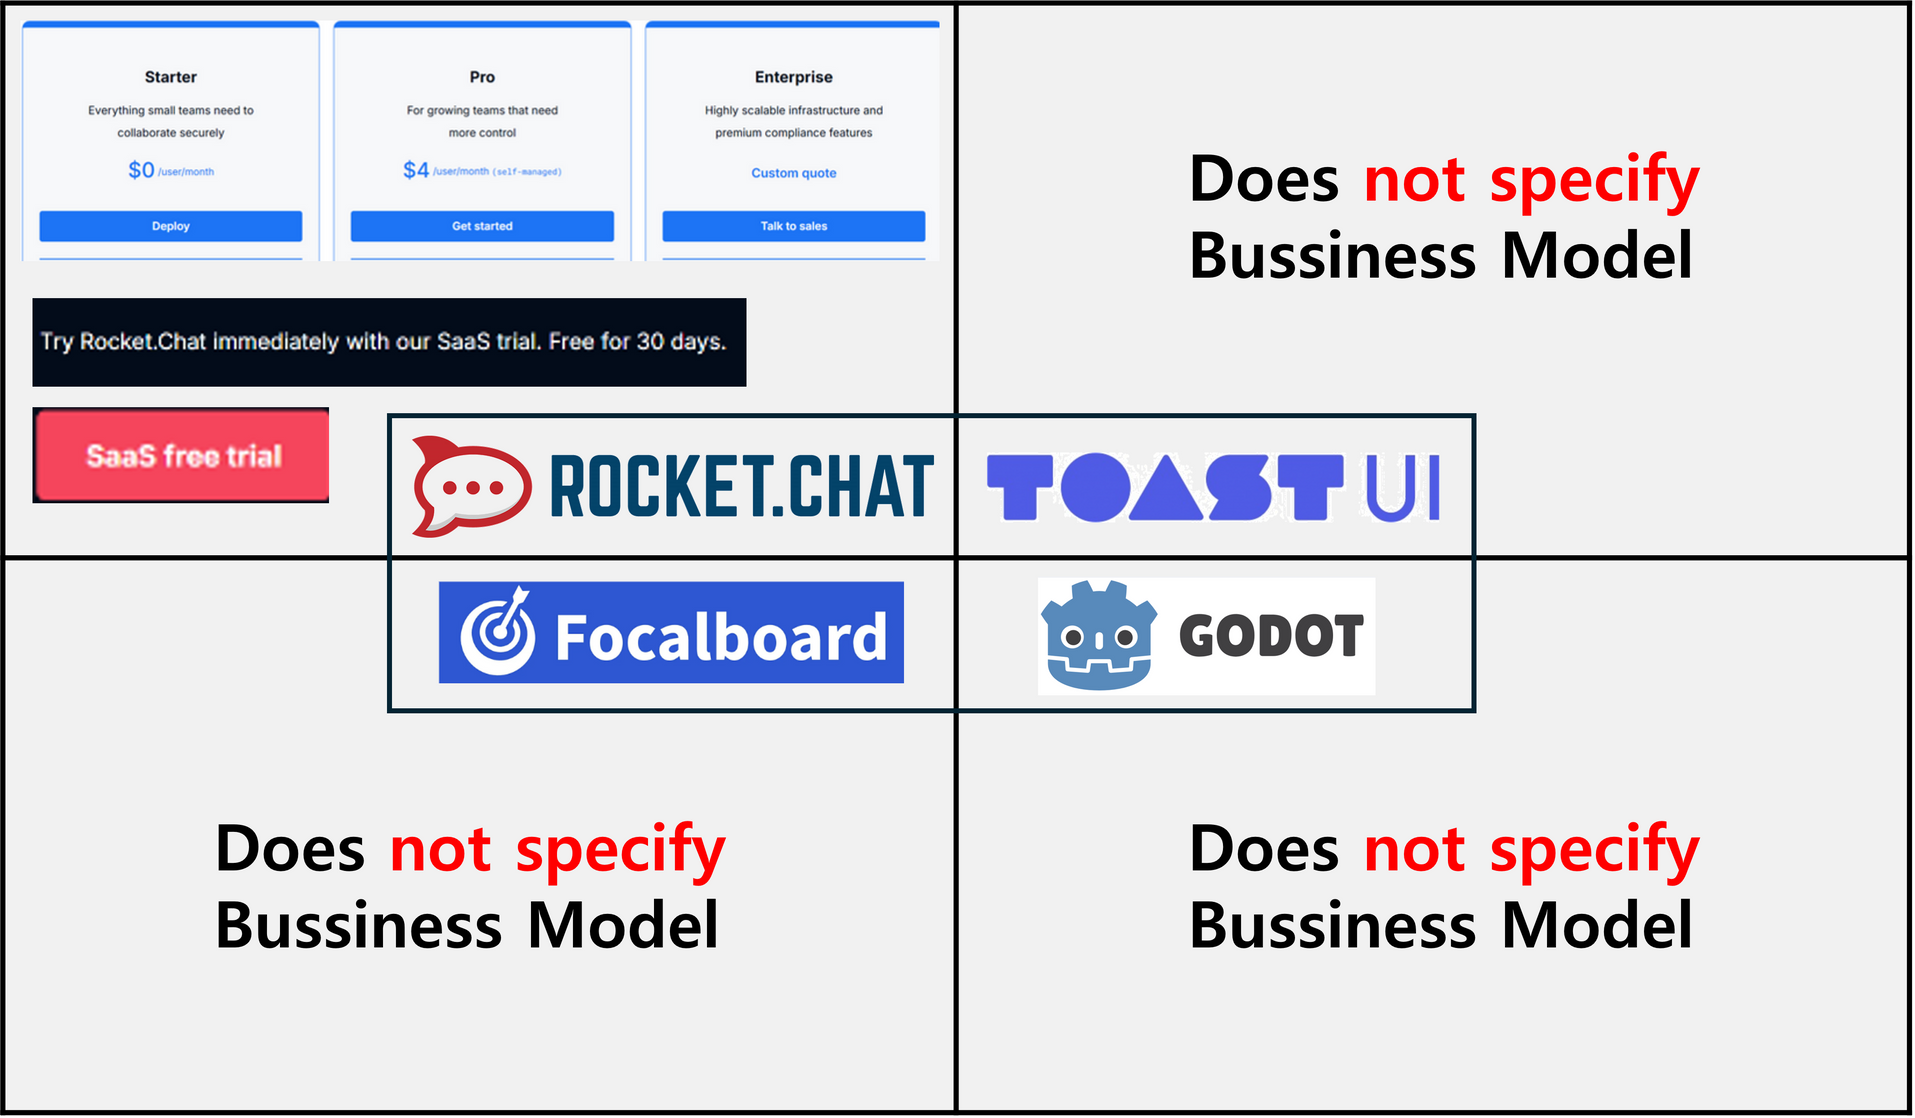 Starter
Everything small teams need to
collaborate securely
$0 /user/month
Deploy
Pro
For growing teams that need
more control
$4 /user/month (self-managed)
Get started
Enterprise
Highly scalable infrastructure and
premium compliance features
Custom quote
Talk to sales
Try Rocket.Chat immediately with our SaaS trial. Free for 30 days.
SaaS free trial
ROCKET.CHAT
Does not specify
Bussiness Model
TOAST UI
Focalboard
Does not specify
Bussiness Model
GODOT
Does not specify
Bussiness Model